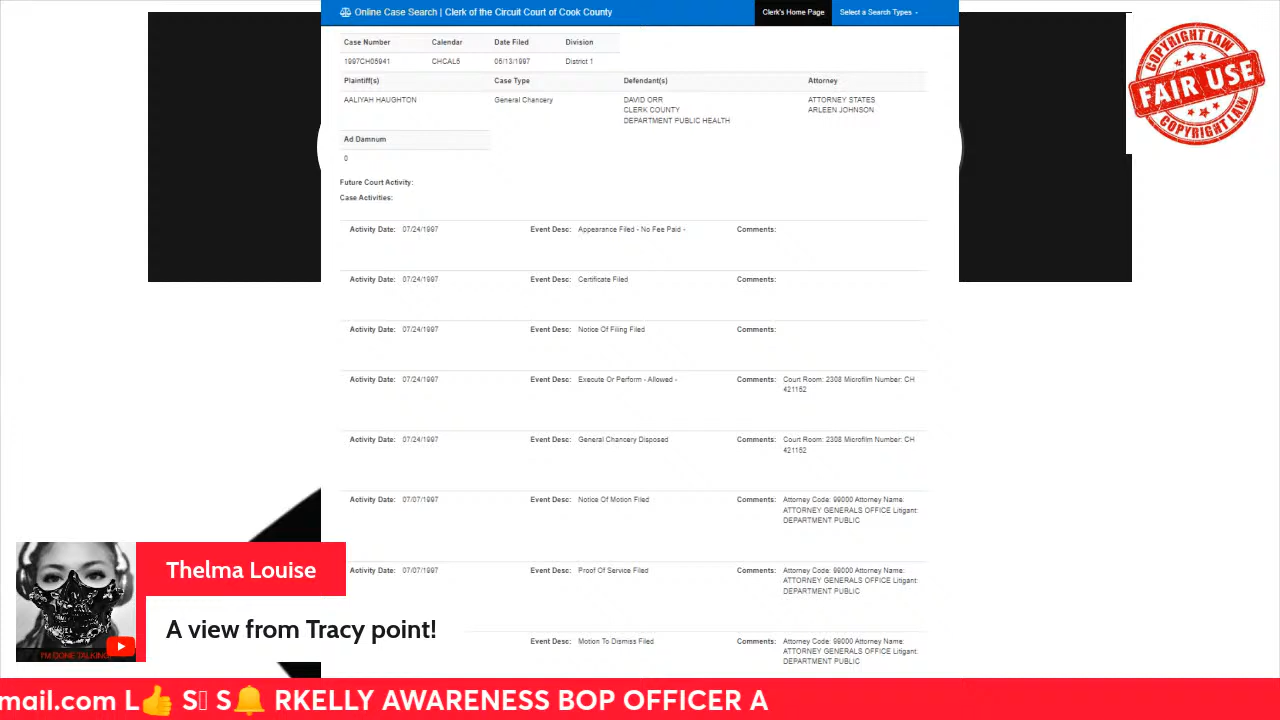 Online Case Search | Clerk of the Circuit Court of Cook County
Clerk's Home Page
Select a Search Types
Case Number Calendar Date Filed Division
1997CH05941 CHCAL5 05/13/1997 District 1
Plaintiff(s) Case Type Defendant(s) Attorney
AALIYAH HAUGHTON General Chancery DAVID ORR ATTORNEY STATES
CLERK COUNTY ARLEEN JOHNSON
DEPARTMENT PUBLIC HEALTH
Ad Damnum
0
Future Court Activity:
Case Activities:
Activity Date: 07/24/1997 Event Desc: Appearance Filed - No Fee Paid - Comments:
Activity Date: 07/24/1997 Event Desc: Certificate Filed Comments:
Activity Date: 07/24/1997 Event Desc: Notice Of Filing Filed Comments:
Activity Date: 07/24/1997 Event Desc: Execute Or Perform - Allowed - Comments: Court Room: 2308 Microfilm Number: CH
421152
Activity Date: 07/24/1997 Event Desc: General Chancery Disposed Comments: Court Room: 2308 Microfilm Number: CH
421152
Activity Date: 07/07/1997 Event Desc: Notice Of Motion Filed Comments: Attorney Code: 99000 Attorney Name:
ATTORNEY GENERALS OFFICE Litigant:
DEPARTMENT PUBLIC
Activity Date: 07/07/1997 Event Desc: Proof Of Service Filed Comments: Attorney Code: 99000 Attorney Name:
ATTORNEY GENERALS OFFICE Litigant:
DEPARTMENT PUBLIC
Event Desc: Motion To Dismiss Filed Comments: Attorney Code: 99000 Attorney Name:
ATTORNEY GENERALS OFFICE Litigant:
DEPARTMENT PUBLIC
COPYRIGHT LAW
FAIR USE
COPYRIGHT LAW
I'M DONE TALKING
Thelma Louise
A view from Tracy point!
mail.com L👍 S S🔔 RKELLY AWARENESS BOP OFFICER A